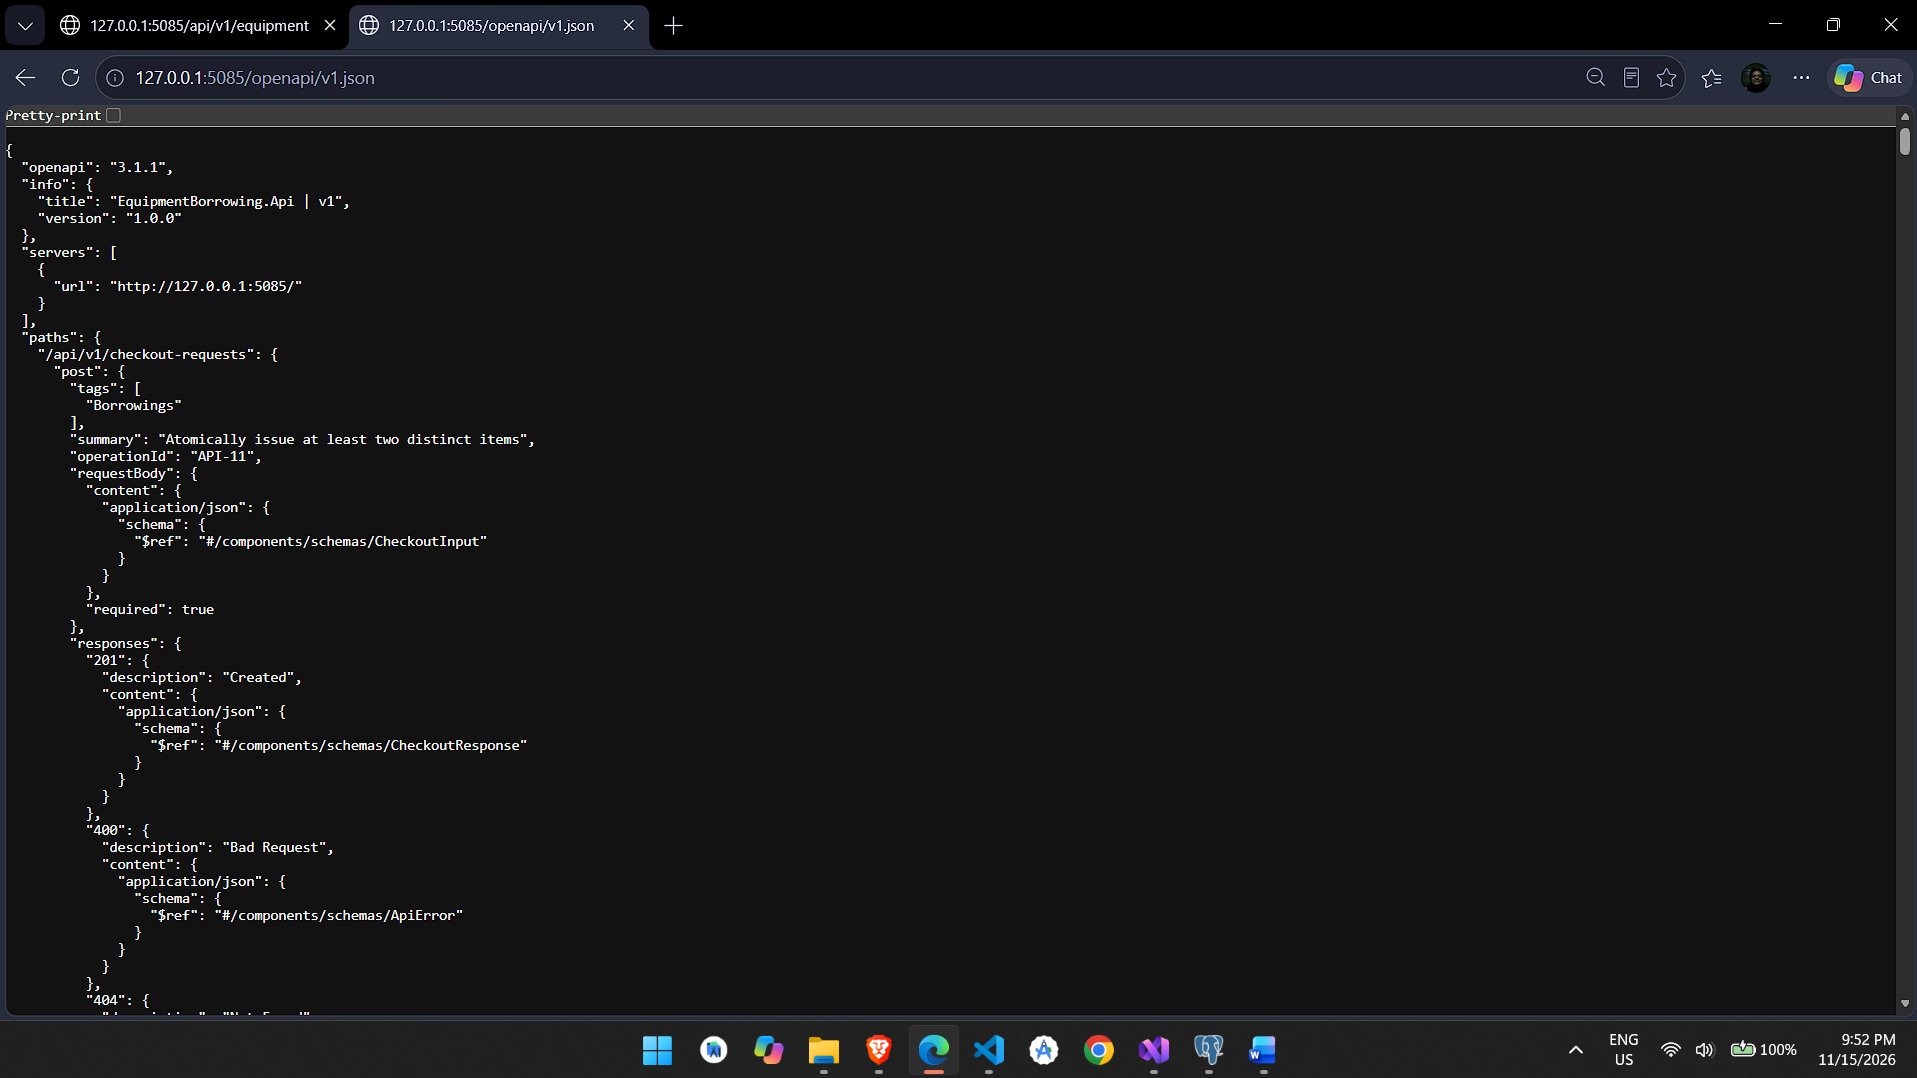 127.0.0.1:5085/api/v1/equipment
127.0.0.1:5085/openapi/v1.json
127.0.0.1:5085/openapi/v1.json
Chat
Pretty-print
{
  "openapi": "3.1.1",
  "info": {
    "title": "EquipmentBorrowing.Api | v1",
    "version": "1.0.0"
  },
  "servers": [
    {
      "url": "http://127.0.0.1:5085/"
    }
  ],
  "paths": {
    "/api/v1/checkout-requests": {
      "post": {
        "tags": [
          "Borrowings"
        ],
        "summary": "Atomically issue at least two distinct items",
        "operationId": "API-11",
        "requestBody": {
          "content": {
            "application/json": {
              "schema": {
                "$ref": "#/components/schemas/CheckoutInput"
              }
            }
          },
          "required": true
        },
        "responses": {
          "201": {
            "description": "Created",
            "content": {
              "application/json": {
                "schema": {
                  "$ref": "#/components/schemas/CheckoutResponse"
                }
              }
            }
          },
          "400": {
            "description": "Bad Request",
            "content": {
              "application/json": {
                "schema": {
                  "$ref": "#/components/schemas/ApiError"
                }
              }
            }
          },
          "404": {
ENG
US
100%
9:52 PM
11/15/2026